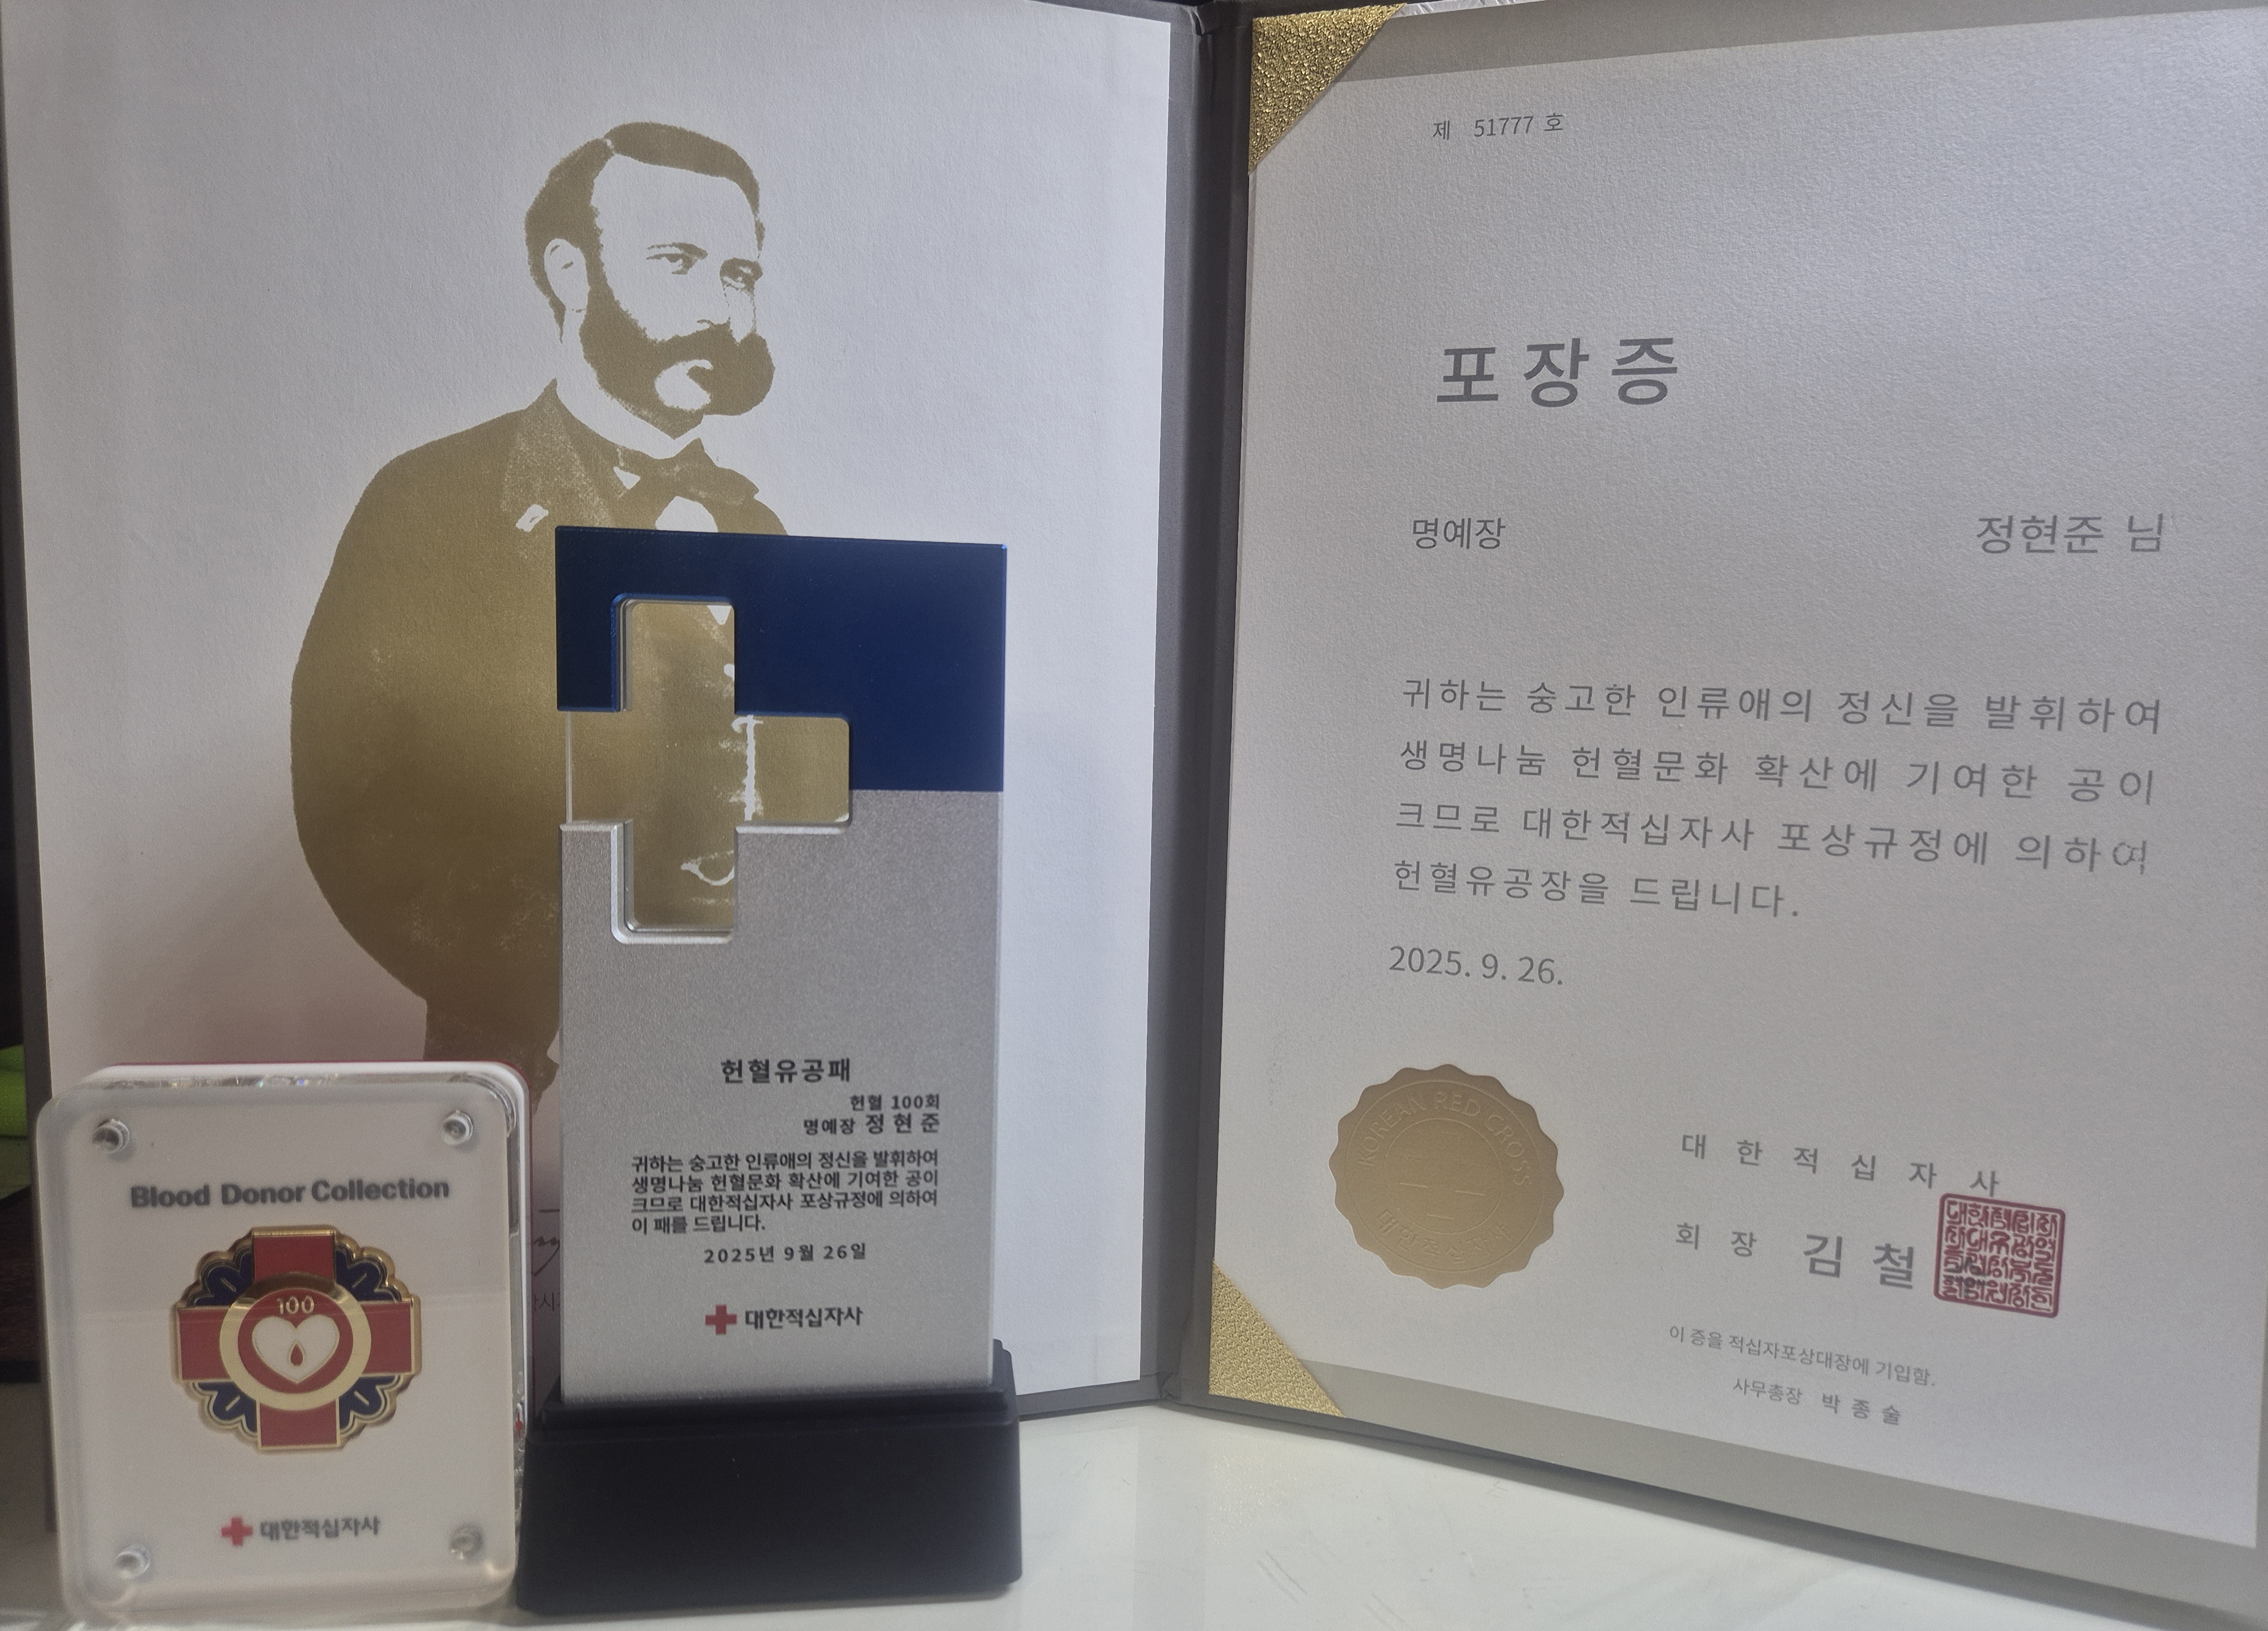 제 51777 호
포장증
명예장 정현준 님
귀하는 숭고한 인류애의 정신을 발휘하여
생명나눔 헌혈문화 확산에 기여한 공이
크므로 대한적십자사 포상규정에 의하여
헌혈유공장을 드립니다.
2025. 9. 26.
KOREAN RED CROSS
대한적십자사
대한적십자사
회장 김철
이 증을 적십자포상대장에 기입함.
사무총장 박종술
헌혈유공패
헌혈 100회
명예장 정현준
귀하는 숭고한 인류애의 정신을 발휘하여
생명나눔 헌혈문화 확산에 기여한 공이
크므로 대한적십자사 포상규정에 의하여
이 패를 드립니다.
2025년 9월 26일
대한적십자사
Blood Donor Collection
100
대한적십자사